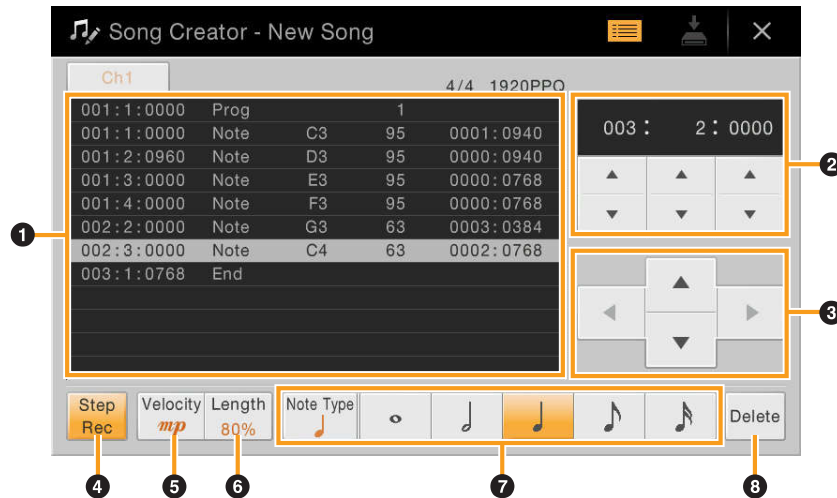 Song Creator - New Song
Ch1
4/4 1920PPQ
001:1:0000 Prog 1
001:1:0000 Note C3 95 0001:0940
001:2:0960 Note D3 95 0000:0940
001:3:0000 Note E3 95 0000:0768
001:4:0000 Note F3 95 0000:0768
002:2:0000 Note G3 63 0003:0384
002:3:0000 Note C4 63 0002:0768
003:1:0768 End
003: 2: 0000
1
2
3
Step Rec
Velocity
mp
Length
80%
Note Type
Delete
4
5
6
7
8